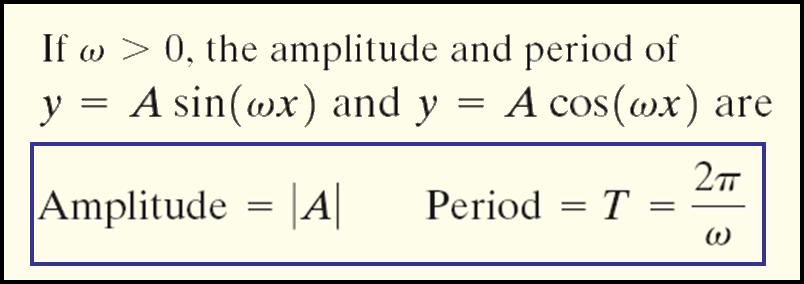 If ω > 0, the amplitude and period of
y = A sin(ωx) and y = A cos(ωx) are
Amplitude = |A| Period = T = 2π/ω